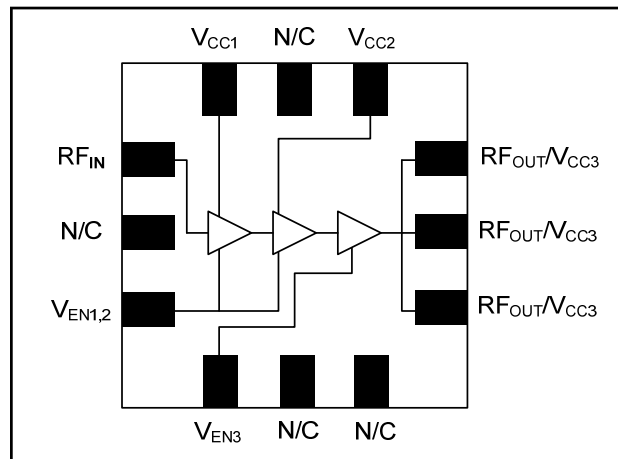 VCC1 N/C VCC2
RFIN RFOUT/VCC3
N/C RFOUT/VCC3
VEN1,2 RFOUT/VCC3
VEN3 N/C N/C